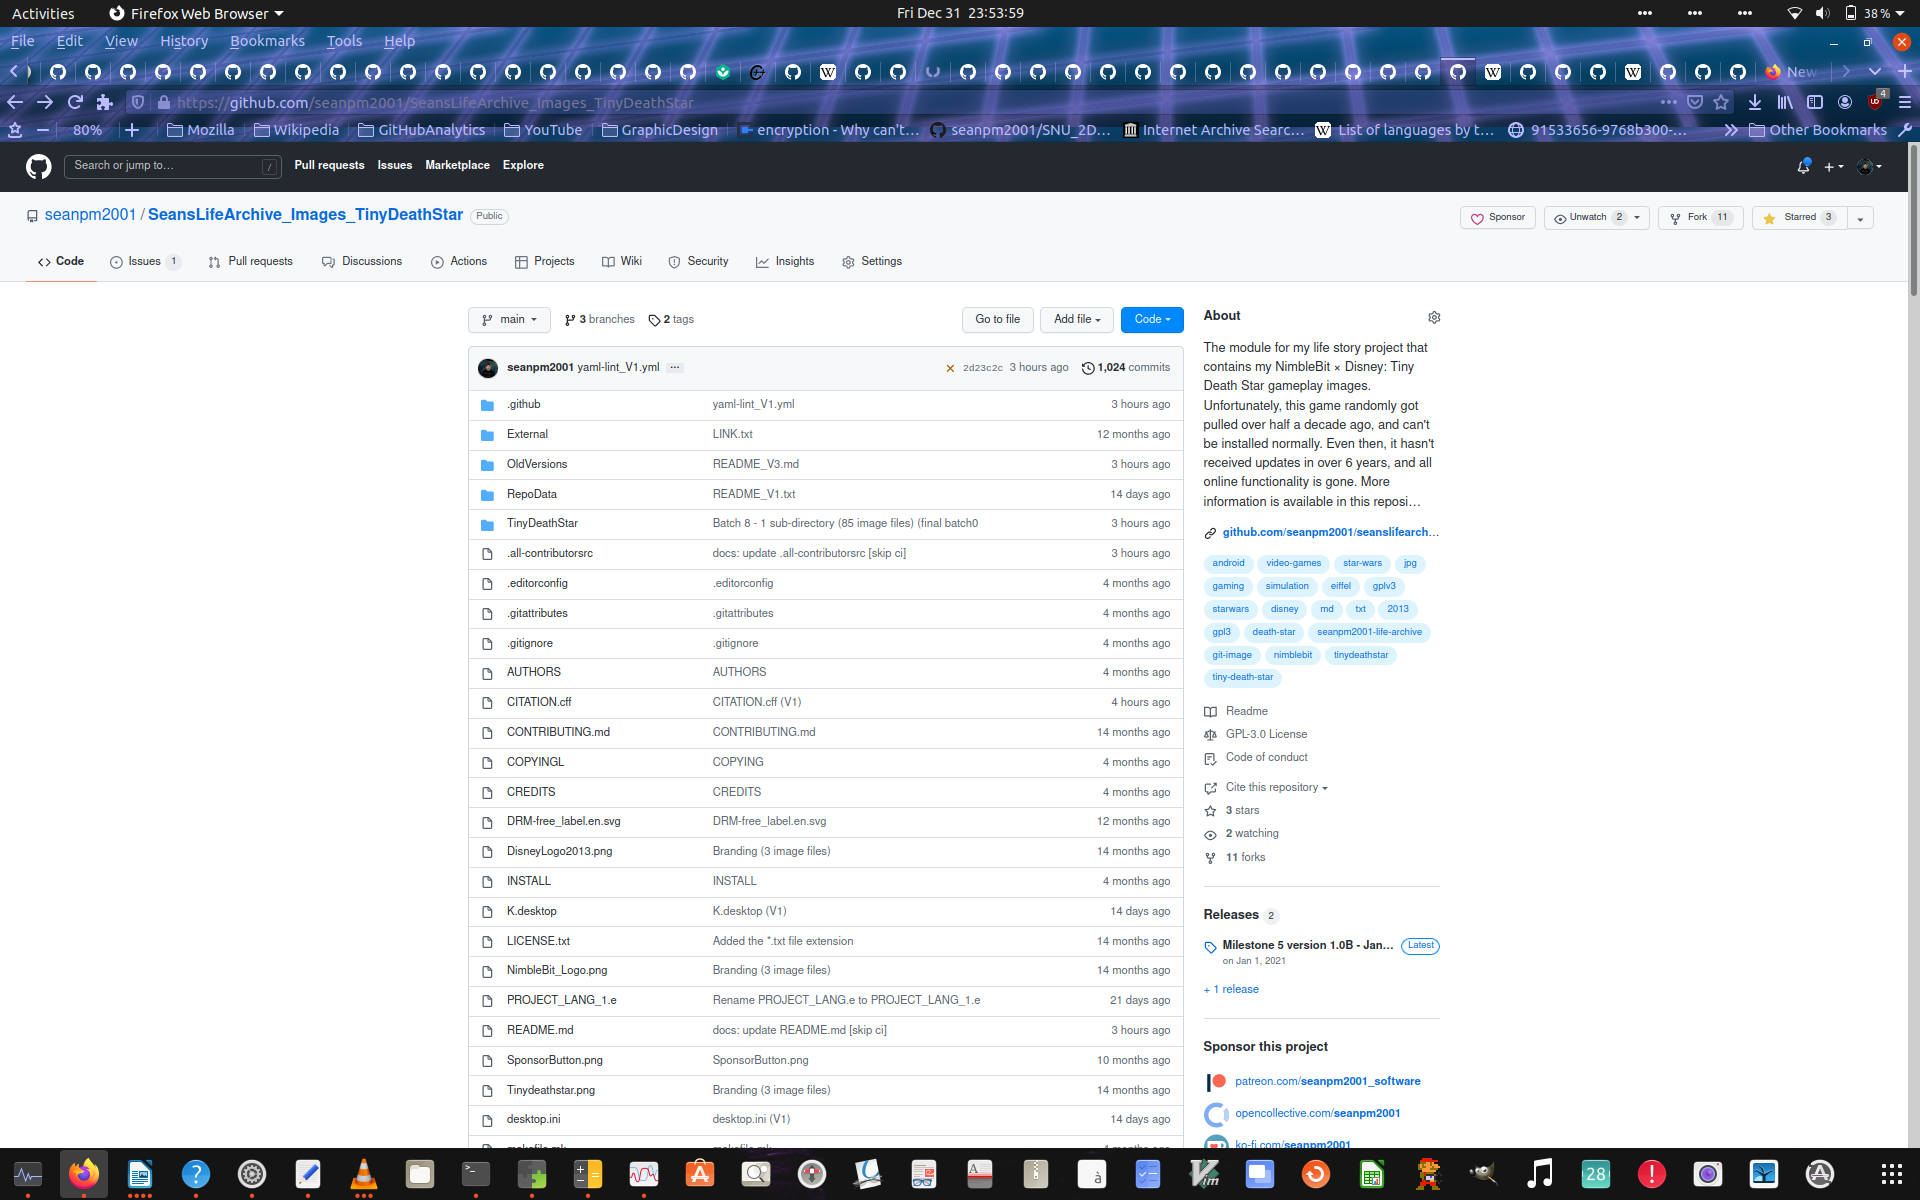 Activities
Firefox Web Browser
Fri Dec 31 23:53:59
38 %
File Edit View History Bookmarks Tools Help
New
https://github.com/seanpm2001/SeansLifeArchive_Images_TinyDeathStar
4
80%
Mozilla
Wikipedia
GitHubAnalytics
YouTube
GraphicDesign
encryption - Why can't…
seanpm2001/SNU_2D…
Internet Archive Searc…
List of languages by t…
91533656-9768b300-…
Other Bookmarks
Search or jump to…
/
Pull requests Issues Marketplace Explore
seanpm2001 / SeansLifeArchive_Images_TinyDeathStar Public
Sponsor
Unwatch 2
Fork 11
Starred 3
Code
Issues 1
Pull requests
Discussions
Actions
Projects
Wiki
Security
Insights
Settings
main
3 branches
2 tags
Go to file
Add file
Code
seanpm2001 yaml-lint_V1.yml ... 2d23c2c 3 hours ago 1,024 commits
.github yaml-lint_V1.yml 3 hours ago
External LINK.txt 12 months ago
OldVersions README_V3.md 3 hours ago
RepoData README_V1.txt 14 days ago
TinyDeathStar Batch 8 - 1 sub-directory (85 image files) (final batch0 3 hours ago
.all-contributorsrc docs: update .all-contributorsrc [skip ci] 3 hours ago
.editorconfig .editorconfig 4 months ago
.gitattributes .gitattributes 4 months ago
.gitignore .gitignore 4 months ago
AUTHORS AUTHORS 4 months ago
CITATION.cff CITATION.cff (V1) 4 hours ago
CONTRIBUTING.md CONTRIBUTING.md 14 months ago
COPYINGL COPYING 4 months ago
CREDITS CREDITS 4 months ago
DRM-free_label.en.svg DRM-free_label.en.svg 12 months ago
DisneyLogo2013.png Branding (3 image files) 14 months ago
INSTALL INSTALL 4 months ago
K.desktop K.desktop (V1) 14 days ago
LICENSE.txt Added the *.txt file extension 14 months ago
NimbleBit_Logo.png Branding (3 image files) 14 months ago
PROJECT_LANG_1.e Rename PROJECT_LANG.e to PROJECT_LANG_1.e 21 days ago
README.md docs: update README.md [skip ci] 3 hours ago
SponsorButton.png SponsorButton.png 10 months ago
Tinydeathstar.png Branding (3 image files) 14 months ago
desktop.ini desktop.ini (V1) 14 days ago
About
The module for my life story project that
contains my NimbleBit × Disney: Tiny
Death Star gameplay images.
Unfortunately, this game randomly got
pulled over half a decade ago, and can't
be installed normally. Even then, it hasn't
received updates in over 6 years, and all
online functionality is gone. More
information is available in this reposi…
github.com/seanpm2001/seanslifearch…
android video-games star-wars jpg
gaming simulation eiffel gplv3
starwars disney md txt 2013
gpl3 death-star seanpm2001-life-archive
git-image nimblebit tinydeathstar
tiny-death-star
Readme
GPL-3.0 License
Code of conduct
Cite this repository
3 stars
2 watching
11 forks
Releases 2
Milestone 5 version 1.0B - Jan… Latest
on Jan 1, 2021
+ 1 release
Sponsor this project
patreon.com/seanpm2001_software
opencollective.com/seanpm2001
ko-fi.com/seanpm2001
28